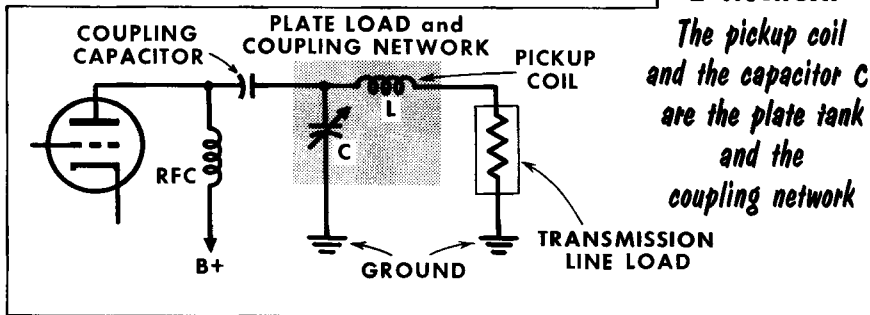 PLATE LOAD and
COUPLING NETWORK
COUPLING
CAPACITOR
PICKUP
COIL
L
C
RFC
B+
GROUND
TRANSMISSION
LINE LOAD
The pickup coil
and the capacitor C
are the plate tank
and the
coupling network